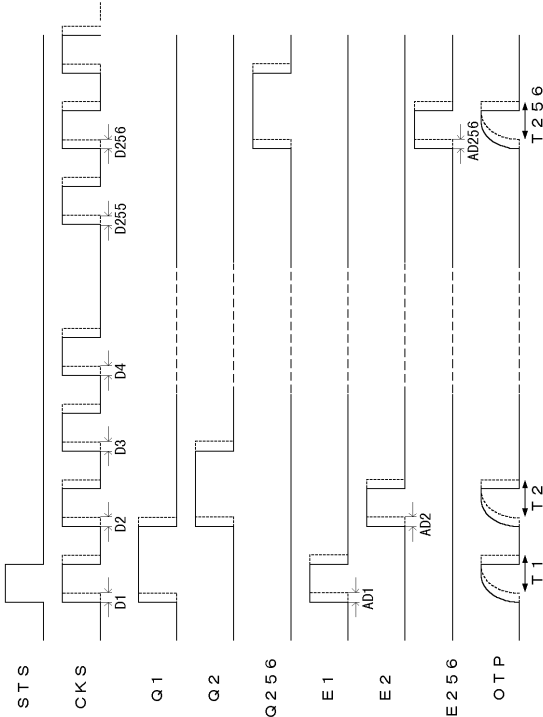 STS
CKS
D1
D2
D3
D4
D255
D256
Q1
Q2
Q256
E1
AD1
E2
AD2
E256
AD256
OTP
T1
T2
T256